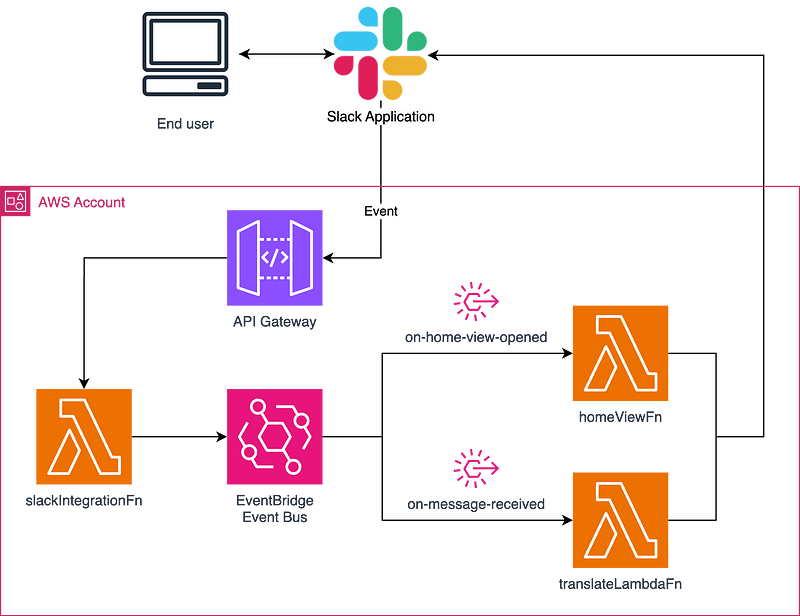 End user
Slack Application
AWS Account
Event
API Gateway
on-home-view-opened
homeViewFn
slackIntegrationFn
EventBridge
Event Bus
on-message-received
translateLambdaFn